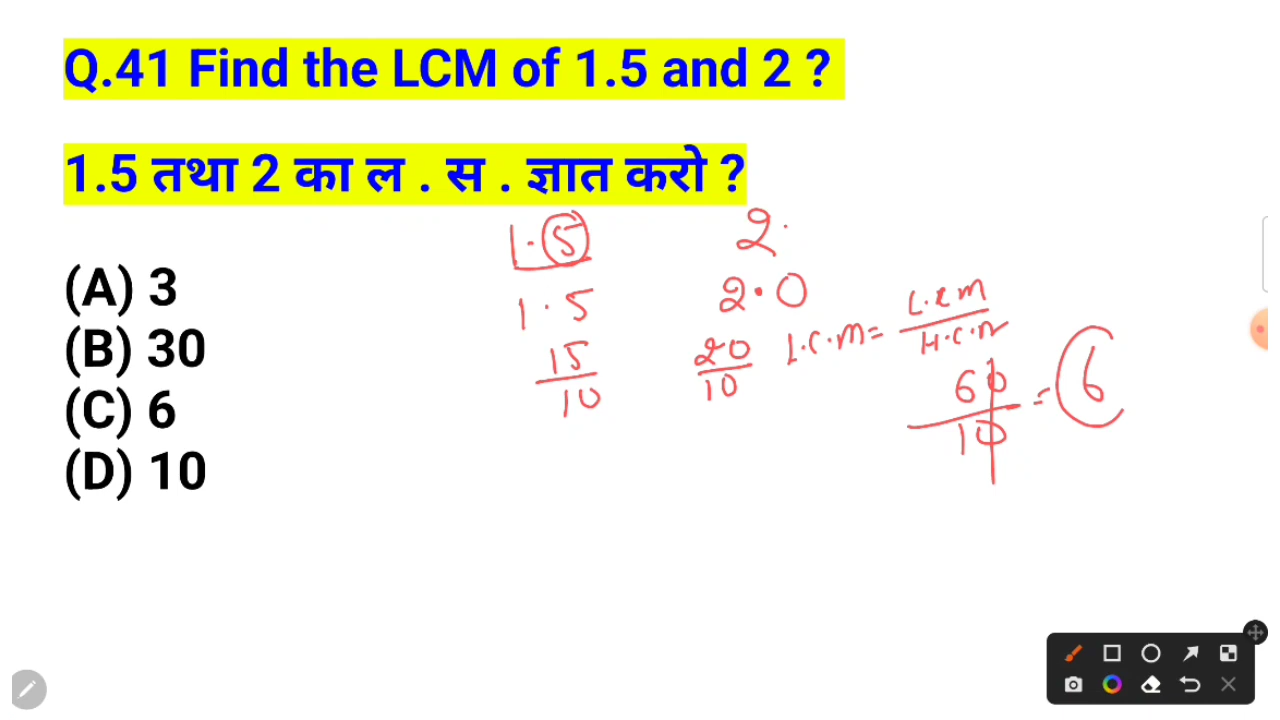 Q.41 Find the LCM of 1.5 and 2 ?
1.5 तथा 2 का ल . स . ज्ञात करो ?
(A) 3
(B) 30
(C) 6
(D) 10
1.5 2.
1.5 2.0
15/10 20/10 L.C.M = L.C.M/H.C.F
60/10 = 6